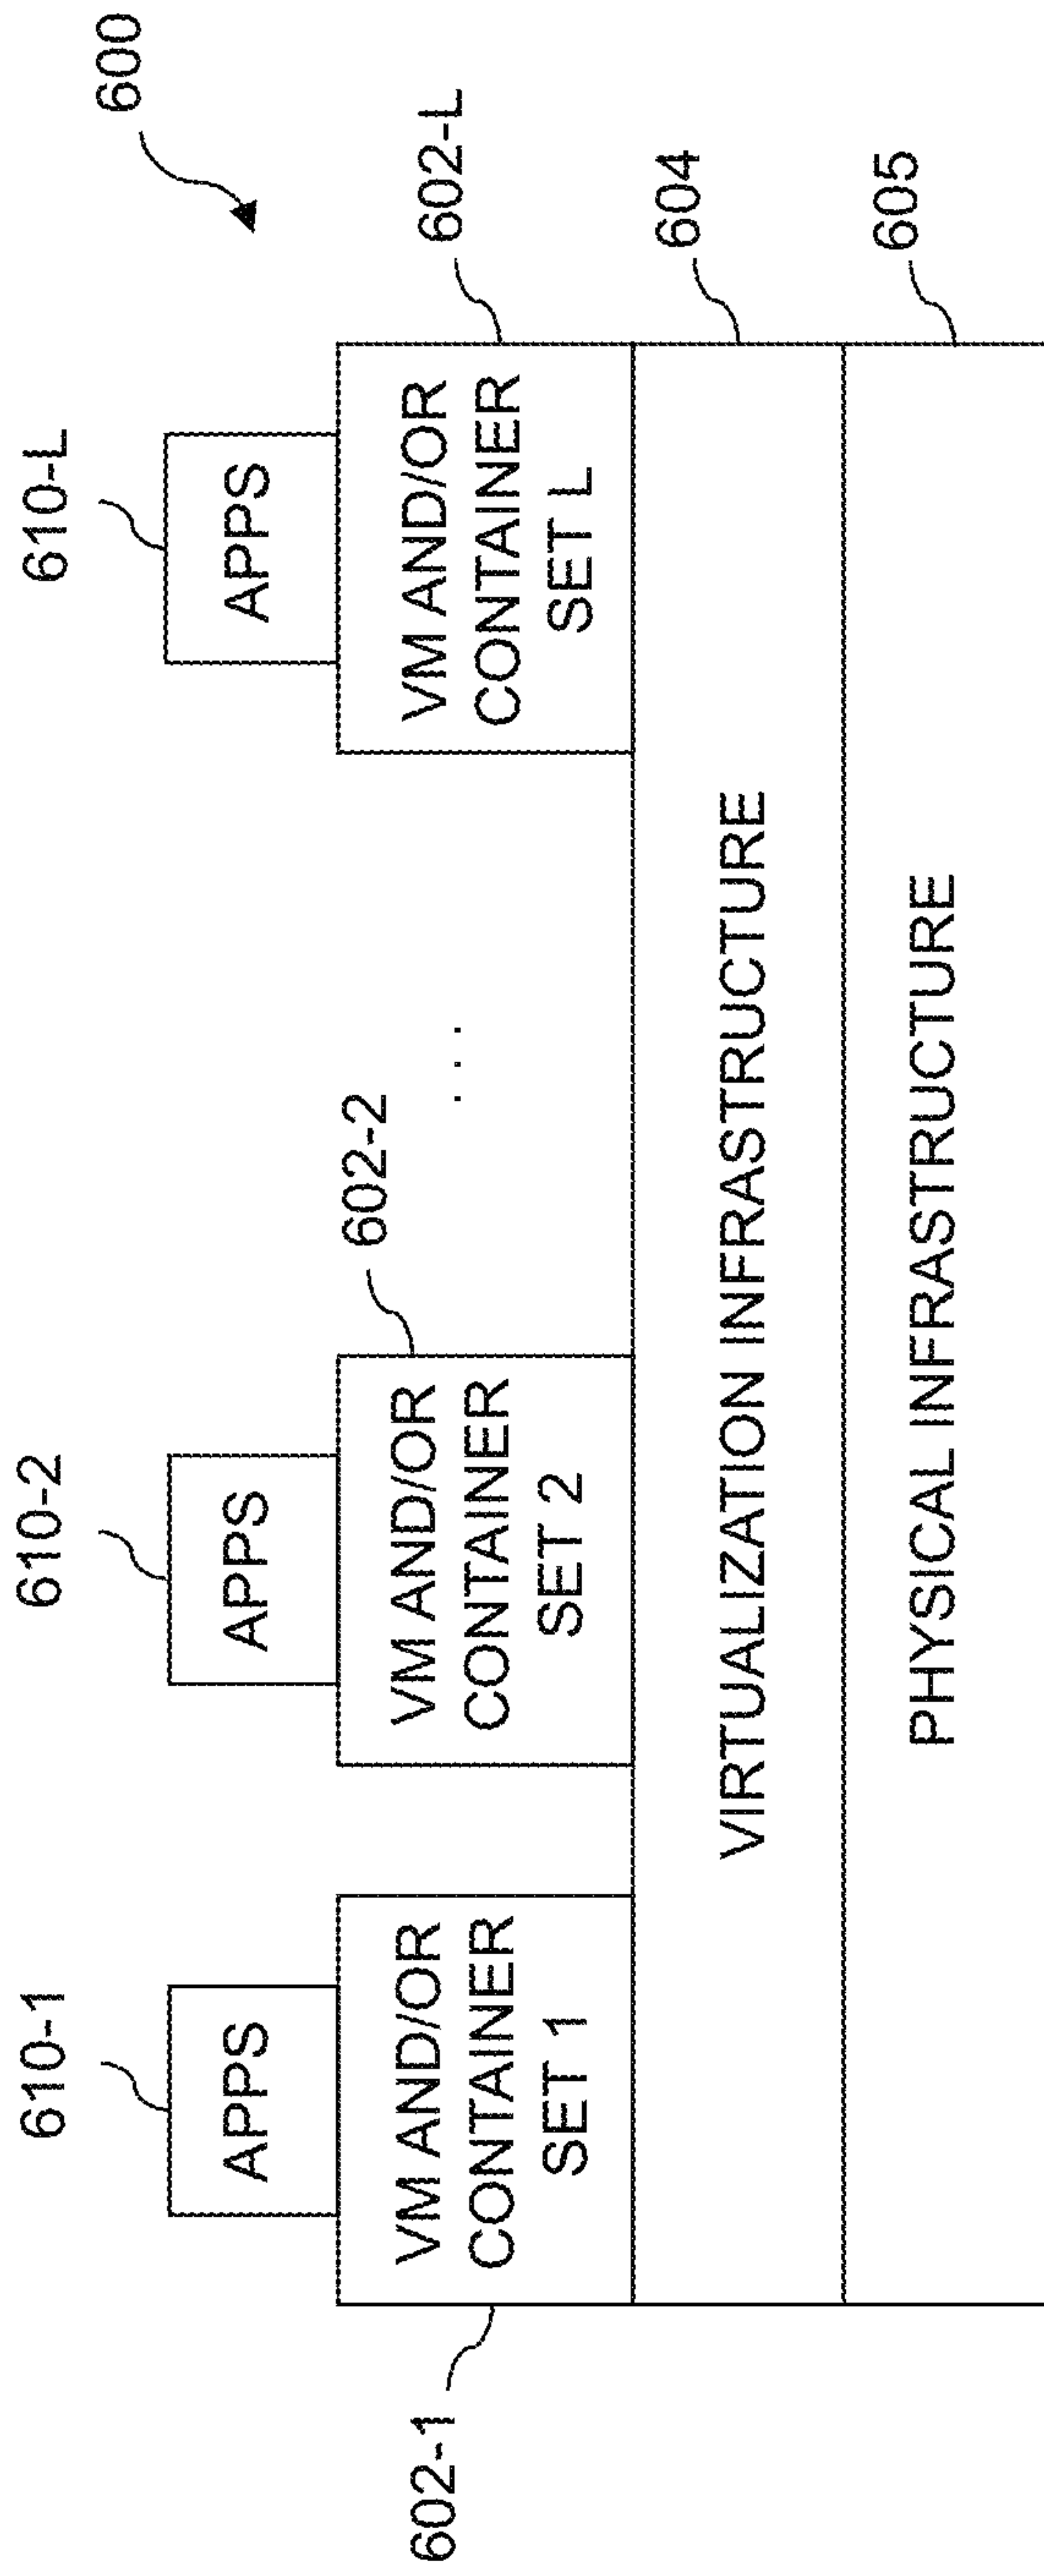 600
610-1
610-2
610-L
APPS
APPS
APPS
602-1
VM AND/OR
CONTAINER
SET 1
VM AND/OR
CONTAINER
SET 2
602-2
. . .
VM AND/OR
CONTAINER
SET L
602-L
VIRTUALIZATION INFRASTRUCTURE
604
PHYSICAL INFRASTRUCTURE
605